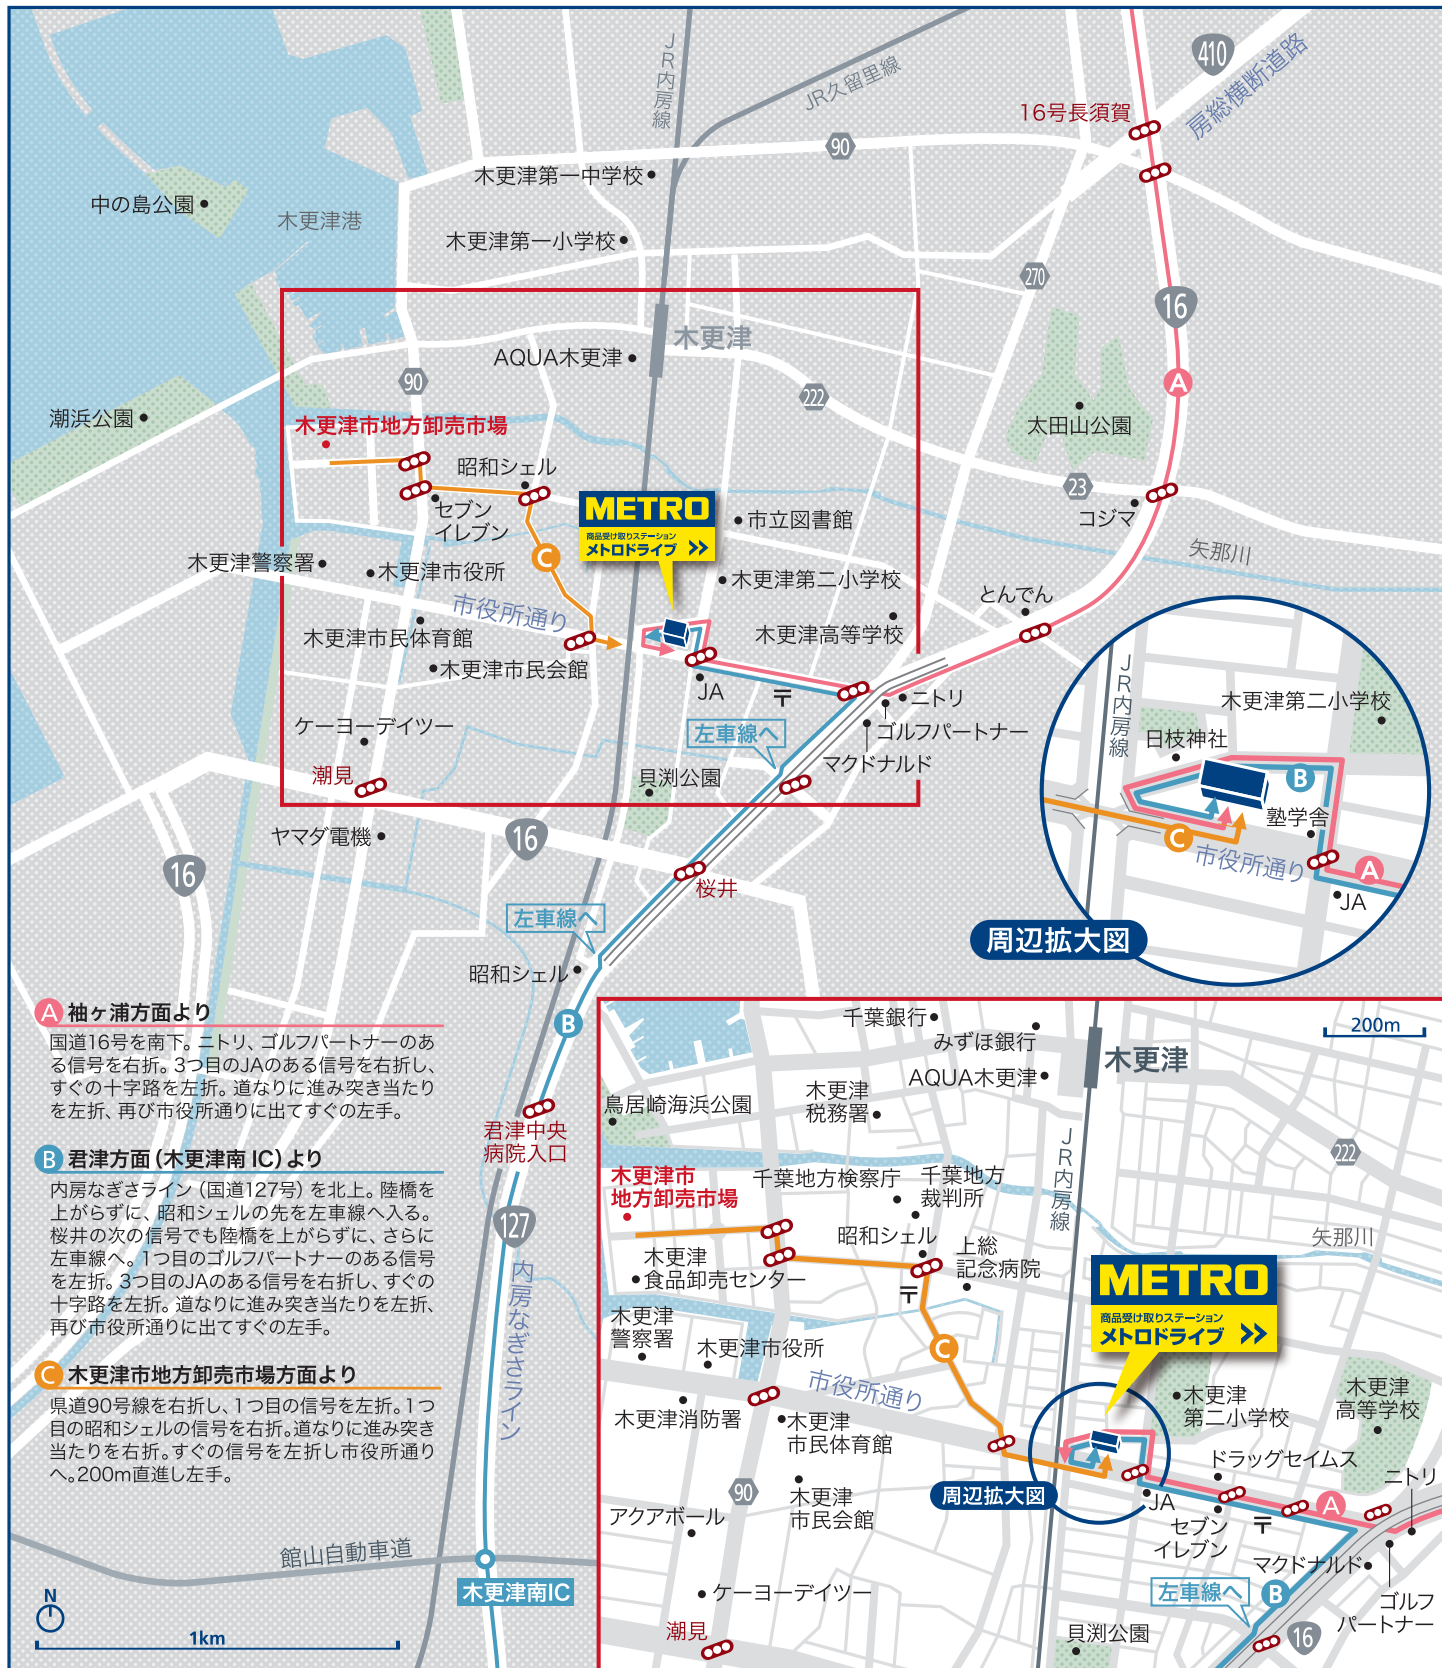 JR内房線
JR久留里線
410
房総横断道路
16号長須賀
90
木更津第一中学校
中の島公園
木更津港
木更津第一小学校
270
16
木更津
AQUA木更津
90
222
A
潮浜公園
木更津市地方卸売市場
太田山公園
昭和シェル
23
コジマ
セブン
イレブン
METRO
商品受け取りステーション
メトロドライブ
市立図書館
矢那川
木更津警察署
木更津市役所
C
木更津第二小学校
とんでん
市役所通り
木更津市民体育館
木更津高等学校
木更津市民会館
JA
〒
ニトリ
ゴルフパートナー
マクドナルド
左車線へ
ケーヨーデイツー
潮見
貝渕公園
ヤマダ電機
16
16
桜井
左車線へ
昭和シェル
B
君津中央
病院入口
127
内房なぎさライン
館山自動車道
木更津南IC
N
1km
JR内房線
木更津第二小学校
日枝神社
B
塾学舎
C
市役所通り
A
JA
周辺拡大図
A 袖ヶ浦方面より
国道16号を南下。ニトリ、ゴルフパートナーのあ
る信号を右折。3つ目のJAのある信号を右折し、
すぐの十字路を左折。道なりに進み突き当たり
を左折、再び市役所通りに出てすぐの左手。
B 君津方面(木更津南 IC)より
内房なぎさライン(国道127号)を北上。陸橋を
上がらずに、昭和シェルの先を左車線へ入る。
桜井の次の信号でも陸橋を上がらずに、さらに
左車線へ。1つ目のゴルフパートナーのある信号
を左折。3つ目のJAのある信号を右折し、すぐの
十字路を左折。道なりに進み突き当たりを左折、
再び市役所通りに出てすぐの左手。
C 木更津市地方卸売市場方面より
県道90号線を右折し、1つ目の信号を左折。1つ
目の昭和シェルの信号を右折。道なりに進み突き
当たりを右折。すぐの信号を左折し市役所通り
へ。200m直進し左手。
200m
千葉銀行
みずほ銀行
木更津
AQUA木更津
木更津
税務署
鳥居崎海浜公園
JR内房線
222
木更津市
地方卸売市場
千葉地方検察庁
千葉地方
裁判所
昭和シェル
上総
記念病院
矢那川
木更津
食品卸売センター
〒
METRO
商品受け取りステーション
メトロドライブ
木更津
警察署
木更津市役所
C
市役所通り
木更津消防署
木更津
市民体育館
木更津
第二小学校
木更津
高等学校
ドラッグセイムス
ニトリ
90
木更津
市民会館
周辺拡大図
JA
A
アクアボール
セブン
イレブン
〒
マクドナルド
ケーヨーデイツー
左車線へ
B
ゴルフ
パートナー
潮見
貝渕公園
16